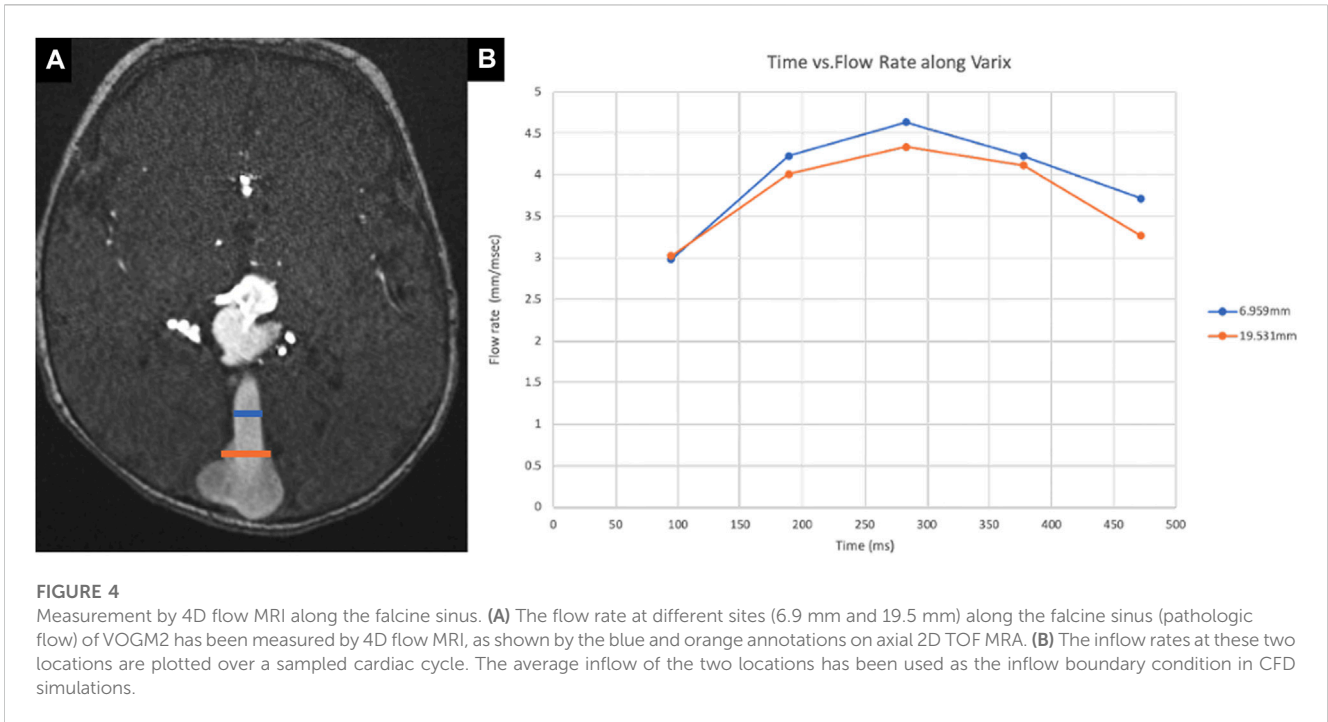 A
B
Time vs.Flow Rate along Varix
5
4.5
4
3.5
3
2.5
2
1.5
1
0.5
0
Flow rate (mm/msec)
0 50 100 150 200 250 300 350 400 450 500
Time (ms)
6.959mm
19.531mm
FIGURE 4
Measurement by 4D flow MRI along the falcine sinus. (A) The flow rate at different sites (6.9 mm and 19.5 mm) along the falcine sinus (pathologic
flow) of VOGM2 has been measured by 4D flow MRI, as shown by the blue and orange annotations on axial 2D TOF MRA. (B) The inflow rates at these two
locations are plotted over a sampled cardiac cycle. The average inflow of the two locations has been used as the inflow boundary condition in CFD
simulations.